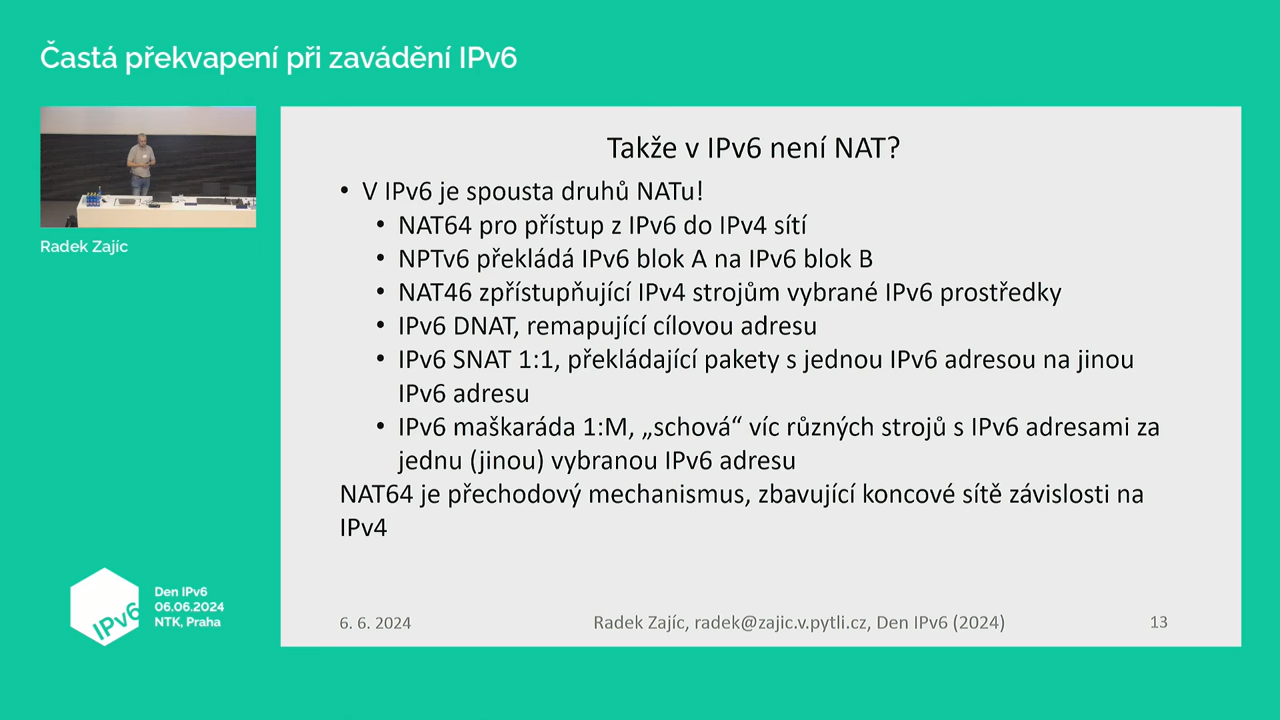 Častá překvapení při zavádění IPv6
Radek Zajíc
Takže v IPv6 není NAT?
• V IPv6 je spousta druhů NATu!
• NAT64 pro přístup z IPv6 do IPv4 sítí
• NPTv6 překládá IPv6 blok A na IPv6 blok B
• NAT46 zpřístupňující IPv4 strojům vybrané IPv6 prostředky
• IPv6 DNAT, remapující cílovou adresu
• IPv6 SNAT 1:1, překládající pakety s jednou IPv6 adresou na jinou
IPv6 adresu
• IPv6 maškaráda 1:M, „schová“ víc různých strojů s IPv6 adresami za
jednu (jinou) vybranou IPv6 adresu
NAT64 je přechodový mechanismus, zbavující koncové sítě závislosti na
IPv4
6. 6. 2024
Radek Zajíc, radek@zajic.v.pytli.cz, Den IPv6 (2024)
13
IPv6
Den IPv6
06.06.2024
NTK, Praha